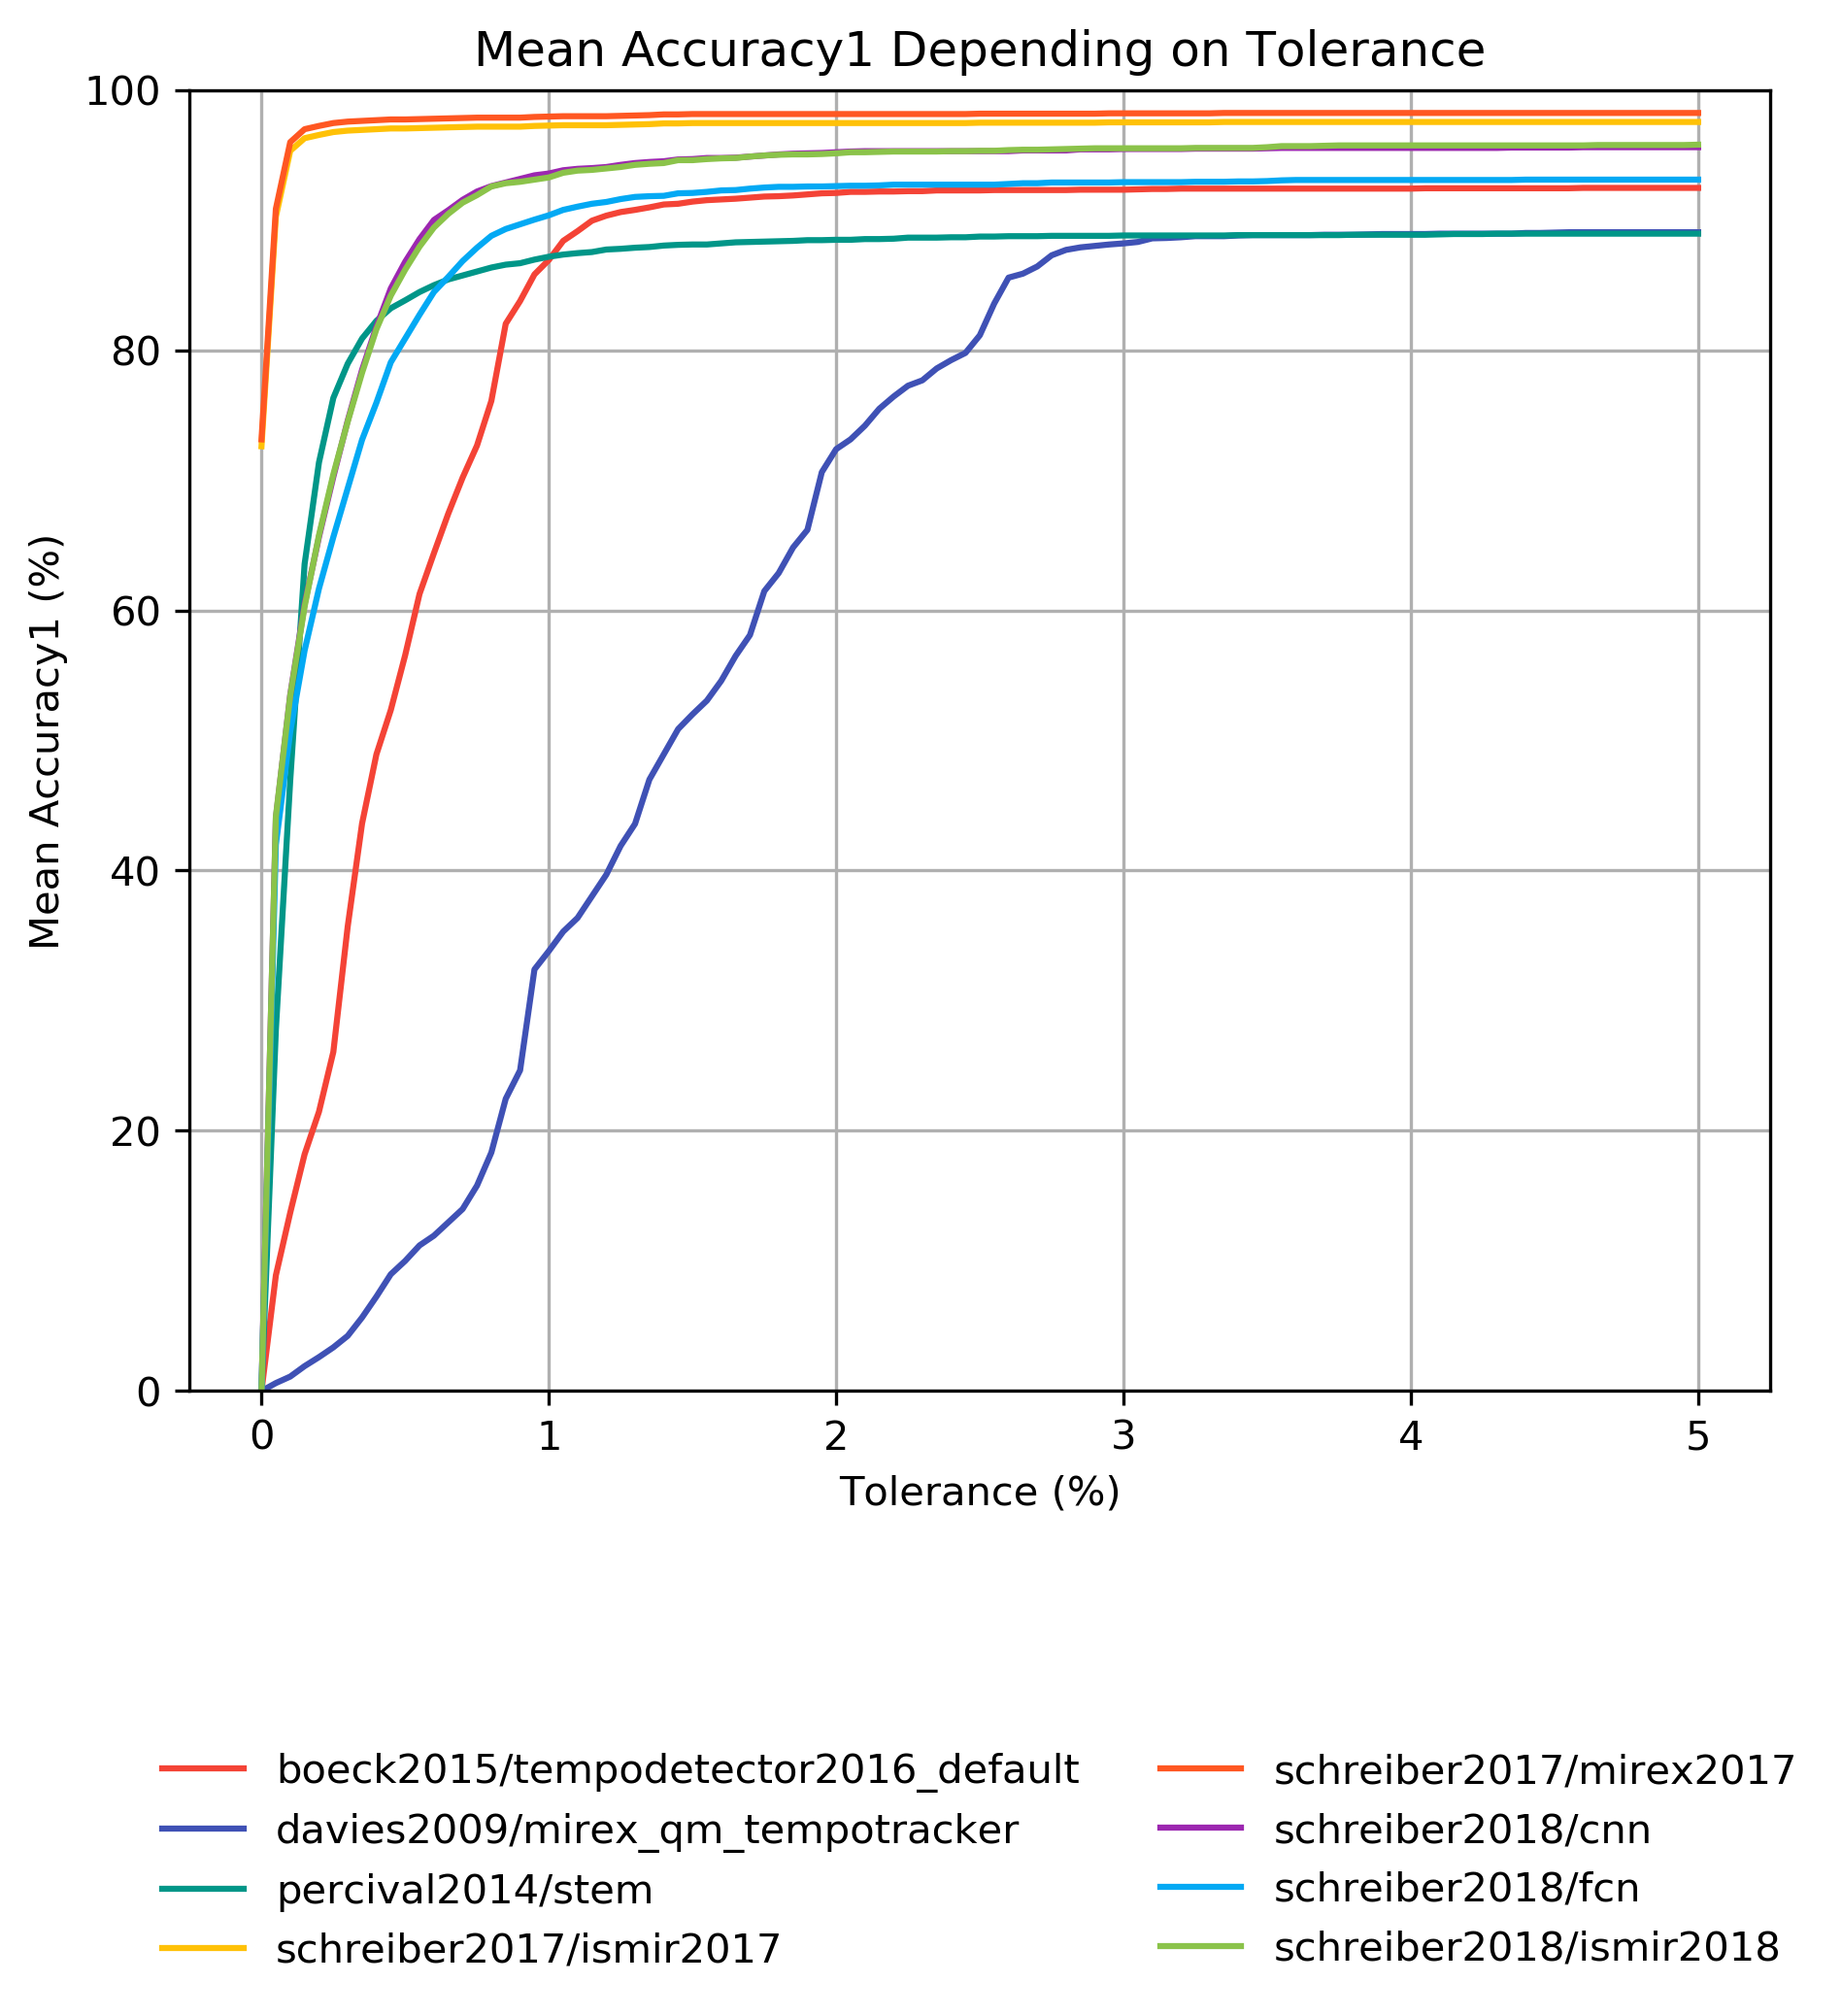 Mean Accuracy1 Depending on Tolerance
Mean Accuracy1 (%)
100
80
60
40
20
0
0 1 2 3 4 5
Tolerance (%)
boeck2015/tempodetector2016_default
davies2009/mirex_qm_tempotracker
percival2014/stem
schreiber2017/ismir2017
schreiber2017/mirex2017
schreiber2018/cnn
schreiber2018/fcn
schreiber2018/ismir2018